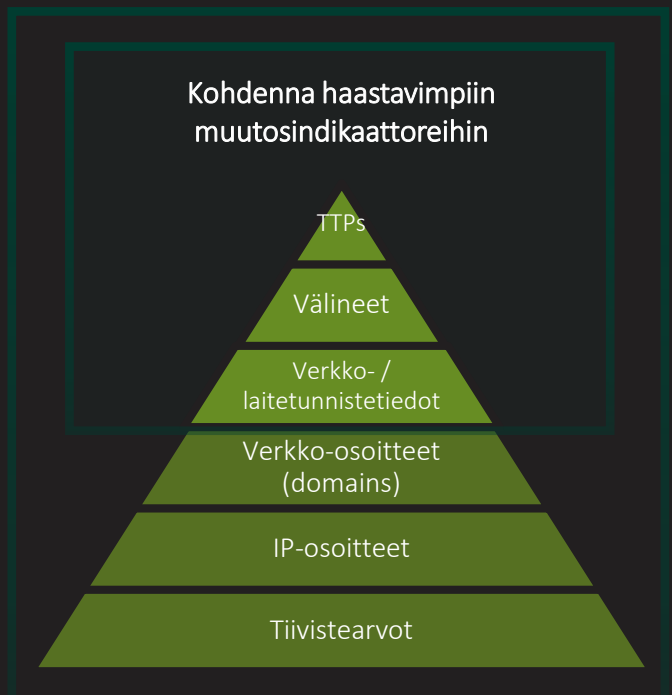 Kohdenna haastavimpiin
muutosindikaattoreihin
TTPs
Välineet
Verkko- /
laitetunnistetiedot
Verkko-osoitteet
(domains)
IP-osoitteet
Tiivistearvot